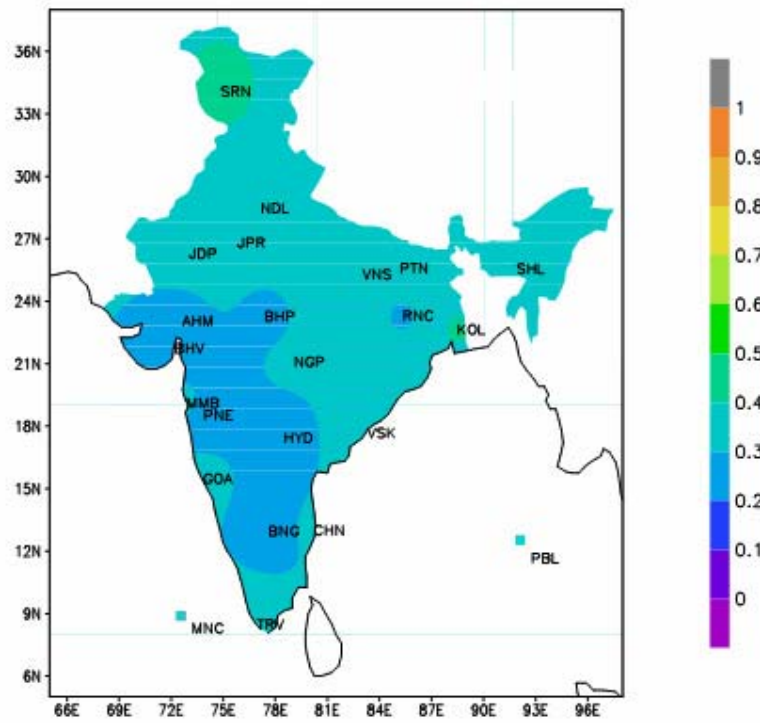 36N
33N
30N
27N
24N
21N
18N
15N
12N
9N
6N
SRN
NDL
JPR
JDP
PTN
VNS
SHL
AHM
BHP
RNC
KOL
BHV
NGP
MMB
PNE
HYD
VSK
GOA
BNG
CHN
PBL
MNC
TRV
66E 69E 72E 75E 78E 81E 84E 87E 90E 93E 96E
1
0.9
0.8
0.7
0.6
0.5
0.4
0.3
0.2
0.1
0